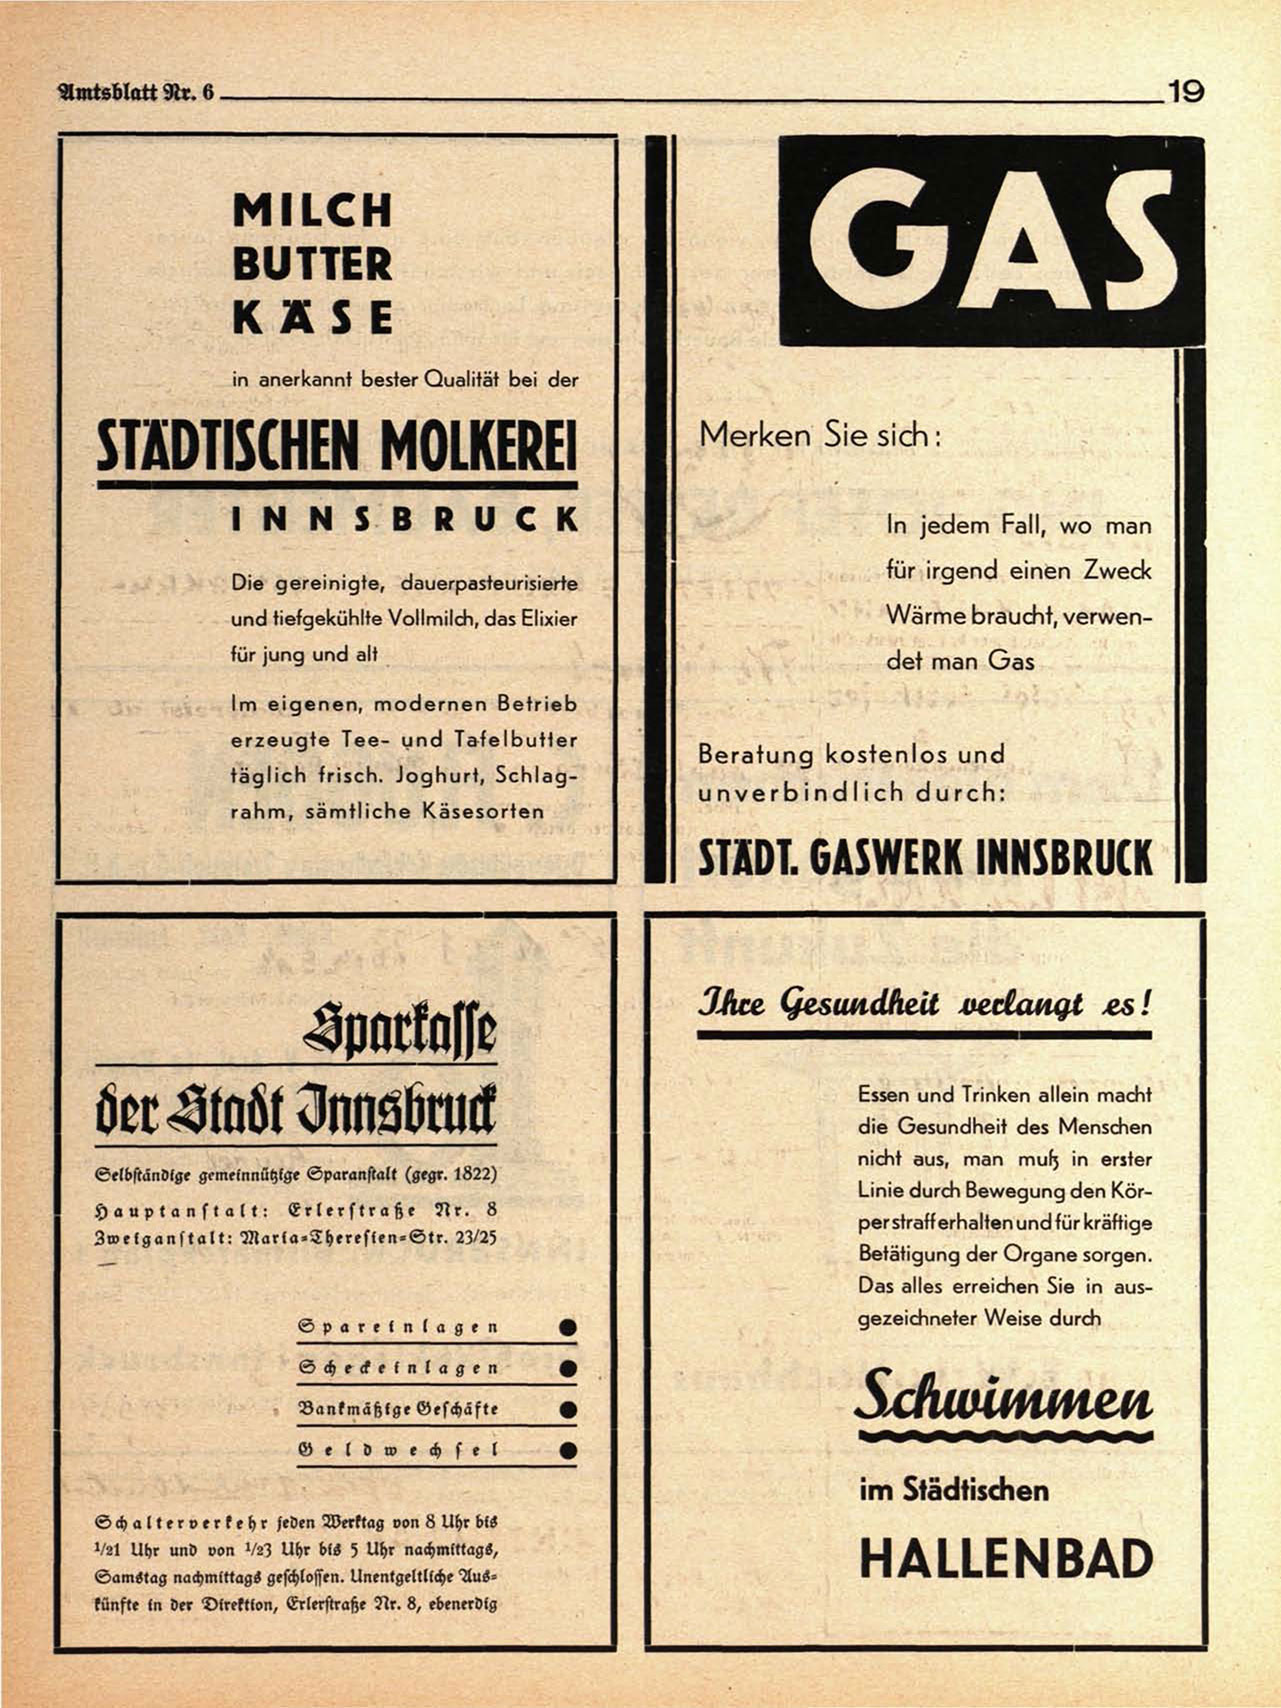 Amtsblatt Nr. 6
19
MILCH
BUTTER
KÄSE
in anerkannt bester Qualität bei der
STÄDTISCHEN MOLKEREI
INNSBRUCK
Die gereinigte, dauerpasteurisierte
und tiefgekühlte Vollmilch, das Elixier
für jung und alt
Im eigenen, modernen Betrieb
erzeugte Tee- und Tafelbutter
täglich frisch. Joghurt, Schlag-
rahm, sämtliche Käsesorten
GAS
Merken Sie sich:
In jedem Fall, wo man
für irgend einen Zweck
Wärme braucht, verwen-
det man Gas
Beratung kostenlos und
unverbindlich durch:
STÄDT. GASWERK INNSBRUCK
Sparkasse
der Stadt Innsbruck
Selbständige gemeinnützige Sparanstalt (gegr. 1822)
Hauptanstalt: Erlerstraße Nr. 8
Zweiganstalt: Maria-Theresien-Str. 23/25
Spareinlagen
Scheckeinlagen
Bankmäßige Geschäfte
Geldwechsel
Schalterverkehr jeden Werktag von 8 Uhr bis
1/21 Uhr und von 1/23 Uhr bis 5 Uhr nachmittags,
Samstag nachmittags geschlossen. Unentgeltliche Aus-
künfte in der Direktion, Erlerstraße Nr. 8, ebenerdig
Ihre Gesundheit verlangt es!
Essen und Trinken allein macht
die Gesundheit des Menschen
nicht aus, man muß in erster
Linie durch Bewegung den Kör-
per straff erhalten und für kräftige
Betätigung der Organe sorgen.
Das alles erreichen Sie in aus-
gezeichneter Weise durch
Schwimmen
im Städtischen
HALLENBAD